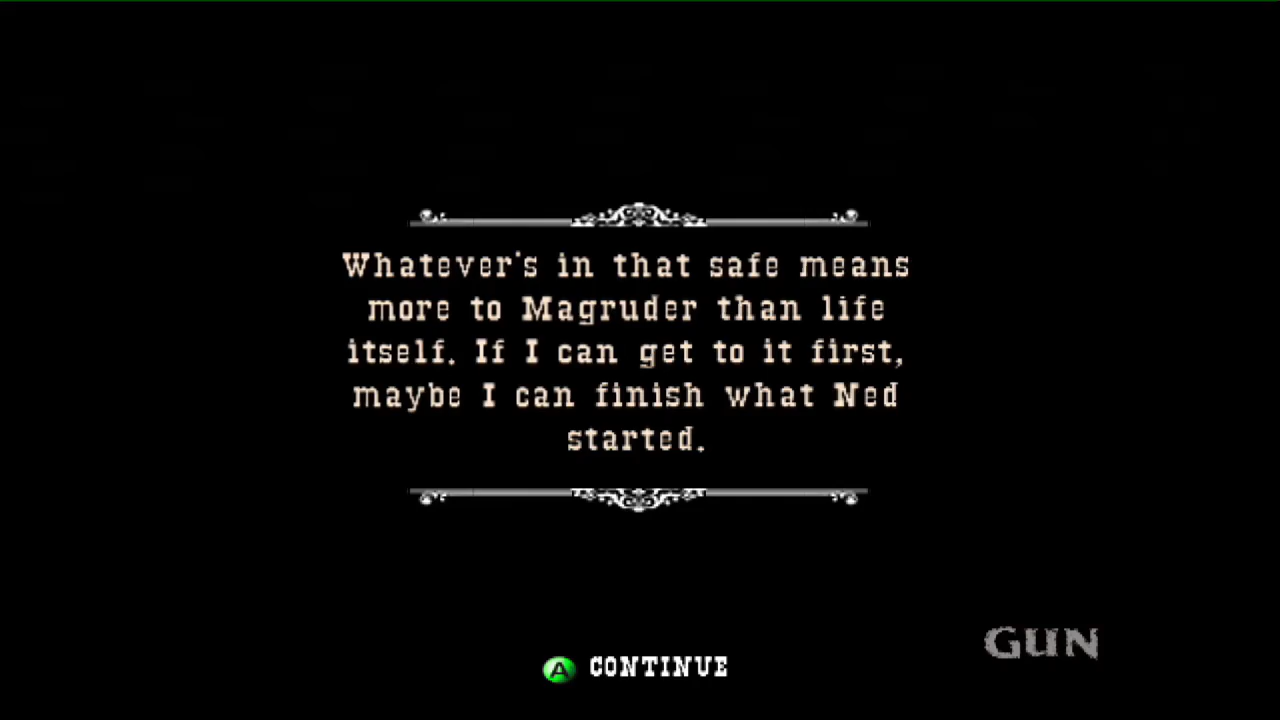 Whatever's in that safe means
more to Magruder than life
itself. If I can get to it first,
maybe I can finish what Ned
started.
A CONTINUE
GUN